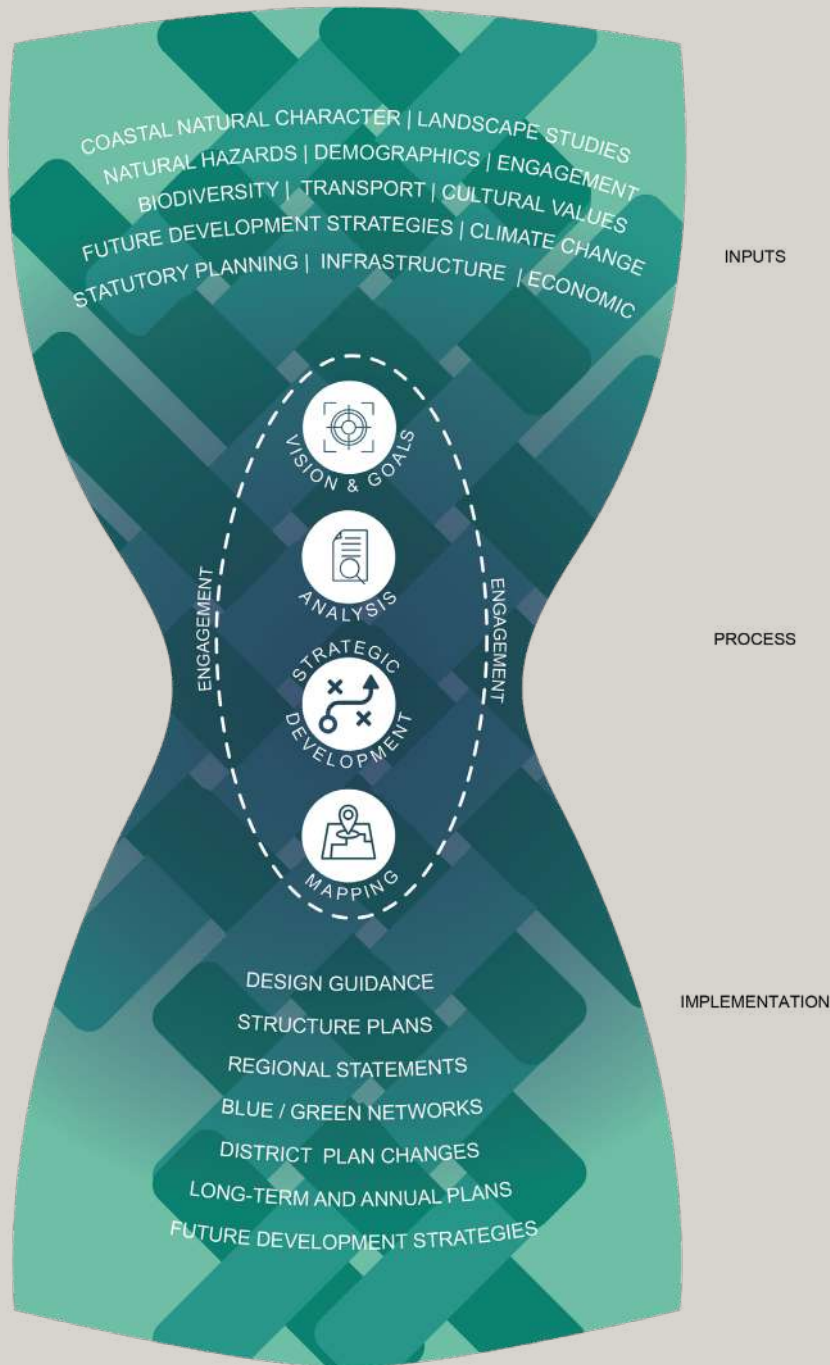 COASTAL NATURAL CHARACTER | LANDSCAPE STUDIES
NATURAL HAZARDS | DEMOGRAPHICS | ENGAGEMENT
BIODIVERSITY | TRANSPORT | CULTURAL VALUES
FUTURE DEVELOPMENT STRATEGIES | CLIMATE CHANGE
STATUTORY PLANNING | INFRASTRUCTURE | ECONOMIC
INPUTS
VISION & GOALS
ANALYSIS
ENGAGEMENT
ENGAGEMENT
STRATEGIC
DEVELOPMENT
MAPPING
PROCESS
DESIGN GUIDANCE
STRUCTURE PLANS
REGIONAL STATEMENTS
BLUE / GREEN NETWORKS
DISTRICT PLAN CHANGES
LONG-TERM AND ANNUAL PLANS
FUTURE DEVELOPMENT STRATEGIES
IMPLEMENTATION